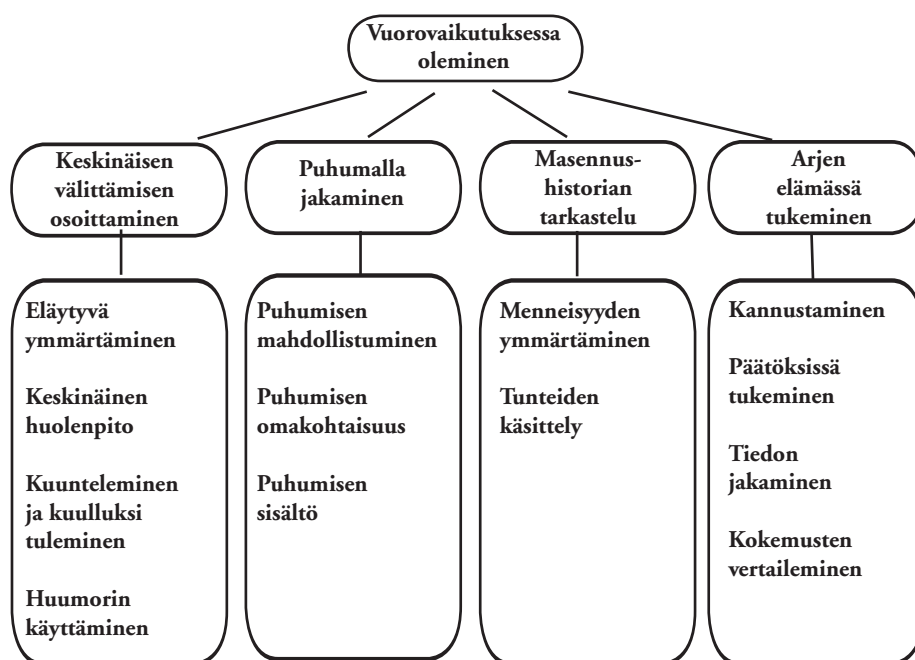 Vuorovaikutuksessa
oleminen
Keskinäisen
välittämisen
osoittaminen
Puhumalla
jakaminen
Masennus-
historian
tarkastelu
Arjen
elämässä
tukeminen
Eläytyvä
ymmärtäminen
Keskinäinen
huolenpito
Kuunteleminen
ja kuulluksi
tuleminen
Huumorin
käyttäminen
Puhumisen
mahdollistuminen
Puhumisen
omakohtaisuus
Puhumisen
sisältö
Menneisyyden
ymmärtäminen
Tunteiden
käsittely
Kannustaminen
Päätöksissä
tukeminen
Tiedon
jakaminen
Kokemusten
vertaileminen